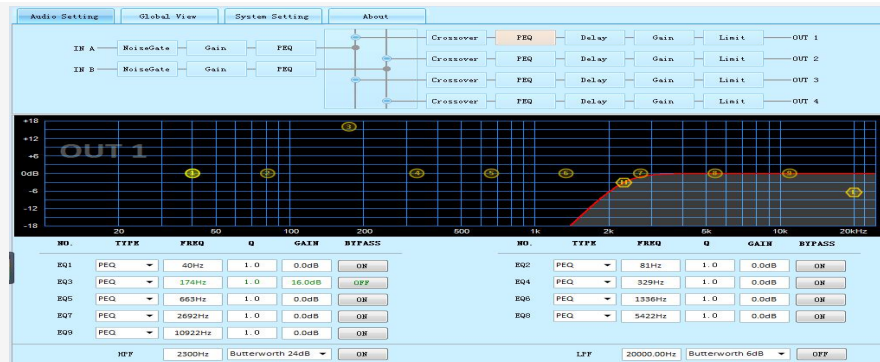 Audio Setting Global View System Setting About
Crossover PEQ Delay Gain Limit OUT 1
IN A NoiseGate Gain PEQ
Crossover PEQ Delay Gain Limit OUT 2
IN B NoiseGate Gain PEQ
Crossover PEQ Delay Gain Limit OUT 3
Crossover PEQ Delay Gain Limit OUT 4
+18
+12
+6
0dB
-6
-12
-18
OUT 1
3
1 2 4 5 6 7 8 9
H
L
20 50 100 200 500 1k 2k 5k 10k 20kHz
NO. TYPE FREQ Q GAIN BYPASS NO. TYPE FREQ Q GAIN BYPASS
EQ1 PEQ 40Hz 1.0 0.0dB ON EQ2 PEQ 81Hz 1.0 0.0dB ON
EQ3 PEQ 174Hz 1.0 16.0dB OFF EQ4 PEQ 329Hz 1.0 0.0dB ON
EQ5 PEQ 663Hz 1.0 0.0dB ON EQ6 PEQ 1336Hz 1.0 0.0dB ON
EQ7 PEQ 2692Hz 1.0 0.0dB ON EQ8 PEQ 5422Hz 1.0 0.0dB ON
EQ9 PEQ 10922Hz 1.0 0.0dB ON
HPF 2300Hz Butterworth 24dB ON LPF 20000.00Hz Butterworth 6dB OFF